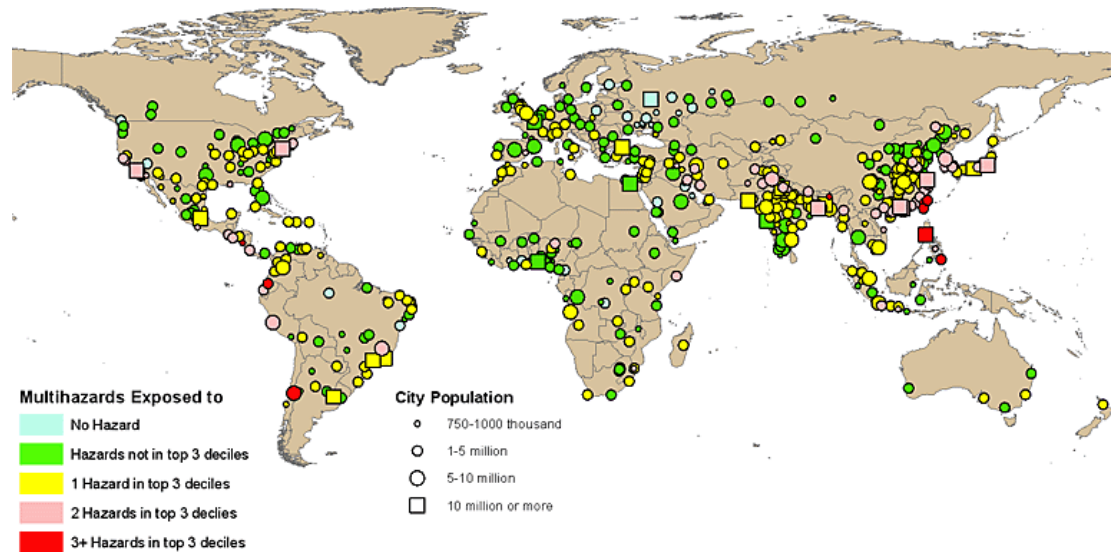 Multihazards Exposed to
No Hazard
Hazards not in top 3 deciles
1 Hazard in top 3 deciles
2 Hazards in top 3 declies
3+ Hazards in top 3 deciles
City Population
750-1000 thousand
1-5 million
5-10 million
10 million or more